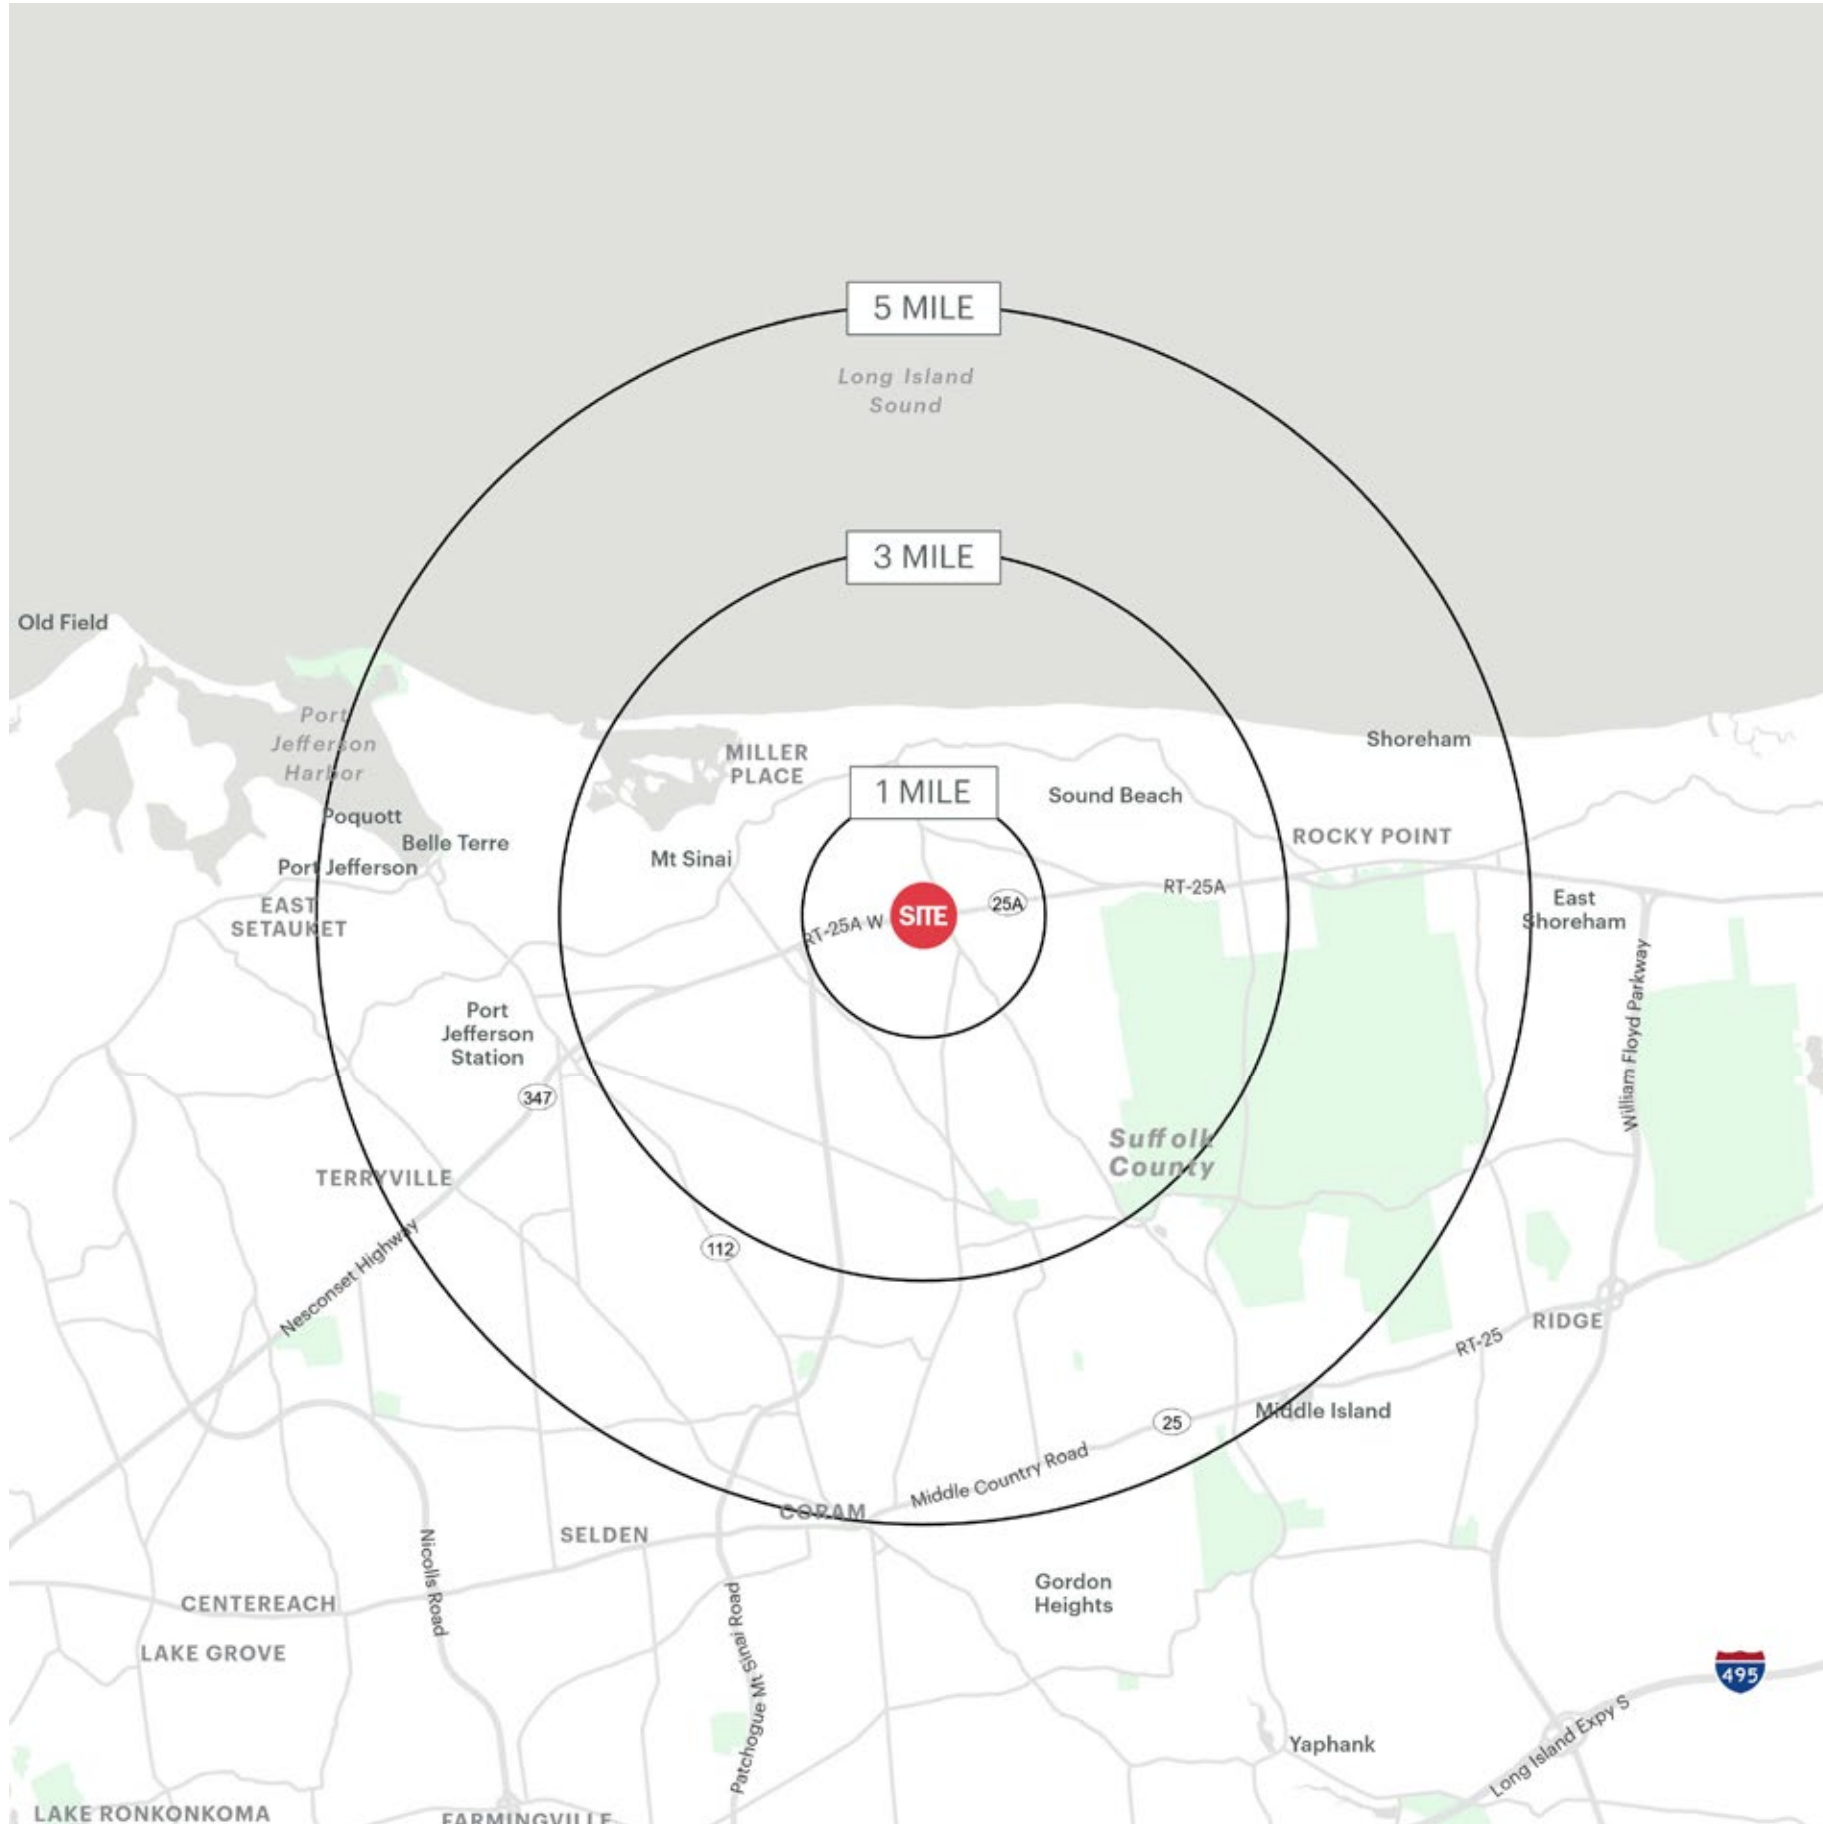 5 MILE
Long Island
Sound
3 MILE
Old Field
Port
Jefferson
Harbor
MILLER
PLACE
Shoreham
1 MILE
Sound Beach
Poquott
Belle Terre
ROCKY POINT
Mt Sinai
Port Jefferson
RT-25A
EAST
SETAUKET
RT-25A W
SITE
25A
East
Shoreham
William Floyd Parkway
Port
Jefferson
Station
347
Suffolk
County
TERRYVILLE
112
Nesconset Highway
RIDGE
RT-25
Middle Island
25
Middle Country Road
CORAM
SELDEN
Nicolls Road
Gordon
Heights
CENTEREACH
Patchogue Mt Sinai Road
LAKE GROVE
495
Long Island Expy S
Yaphank
LAKE RONKONKOMA
FARMINGVILLE